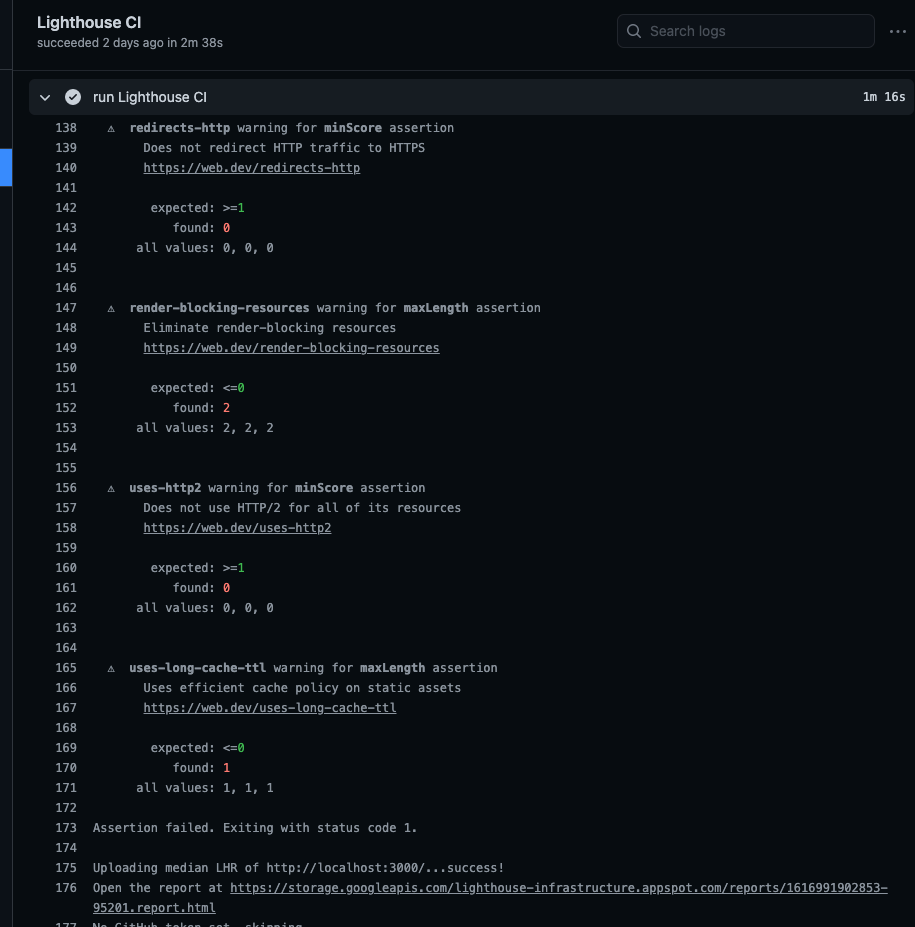 Lighthouse CI
succeeded 2 days ago in 2m 38s
Search logs
run Lighthouse CI 1m 16s
138 ⚠ redirects-http warning for minScore assertion
139 Does not redirect HTTP traffic to HTTPS
140 https://web.dev/redirects-http
141
142 expected: >=1
143 found: 0
144 all values: 0, 0, 0
145
146
147 ⚠ render-blocking-resources warning for maxLength assertion
148 Eliminate render-blocking resources
149 https://web.dev/render-blocking-resources
150
151 expected: <=0
152 found: 2
153 all values: 2, 2, 2
154
155
156 ⚠ uses-http2 warning for minScore assertion
157 Does not use HTTP/2 for all of its resources
158 https://web.dev/uses-http2
159
160 expected: >=1
161 found: 0
162 all values: 0, 0, 0
163
164
165 ⚠ uses-long-cache-ttl warning for maxLength assertion
166 Uses efficient cache policy on static assets
167 https://web.dev/uses-long-cache-ttl
168
169 expected: <=0
170 found: 1
171 all values: 1, 1, 1
172
173 Assertion failed. Exiting with status code 1.
174
175 Uploading median LHR of http://localhost:3000/...success!
176 Open the report at https://storage.googleapis.com/lighthouse-infrastructure.appspot.com/reports/1616991902853-
95201.report.html
177 No GitHub token set, skipping